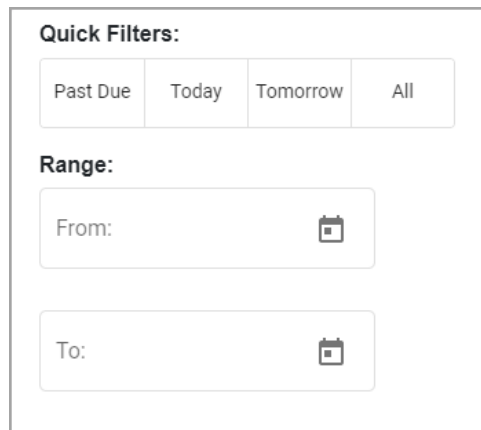 Quick Filters:
Past Due Today Tomorrow All
Range:
From:
To: